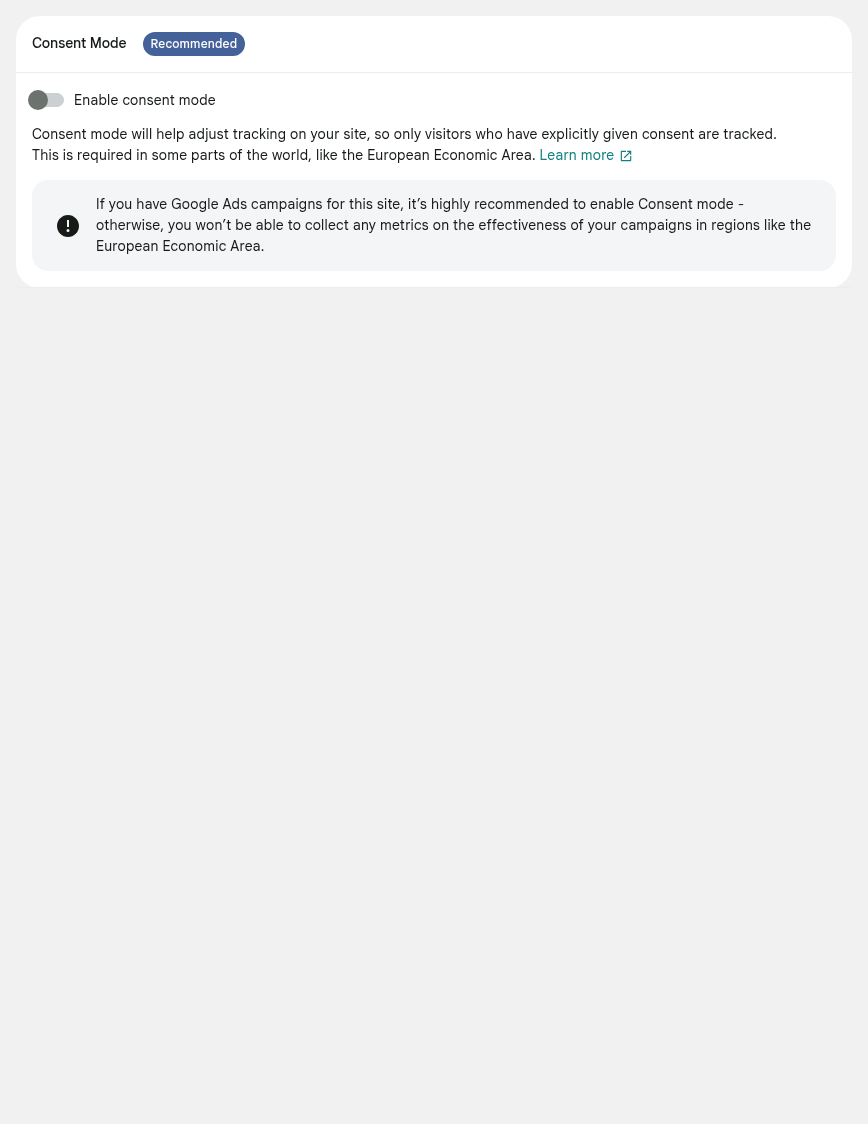 Consent Mode Recommended
Enable consent mode
Consent mode will help adjust tracking on your site, so only visitors who have explicitly given consent are tracked.
This is required in some parts of the world, like the European Economic Area. Learn more
If you have Google Ads campaigns for this site, it’s highly recommended to enable Consent mode -
otherwise, you won’t be able to collect any metrics on the effectiveness of your campaigns in regions like the
European Economic Area.